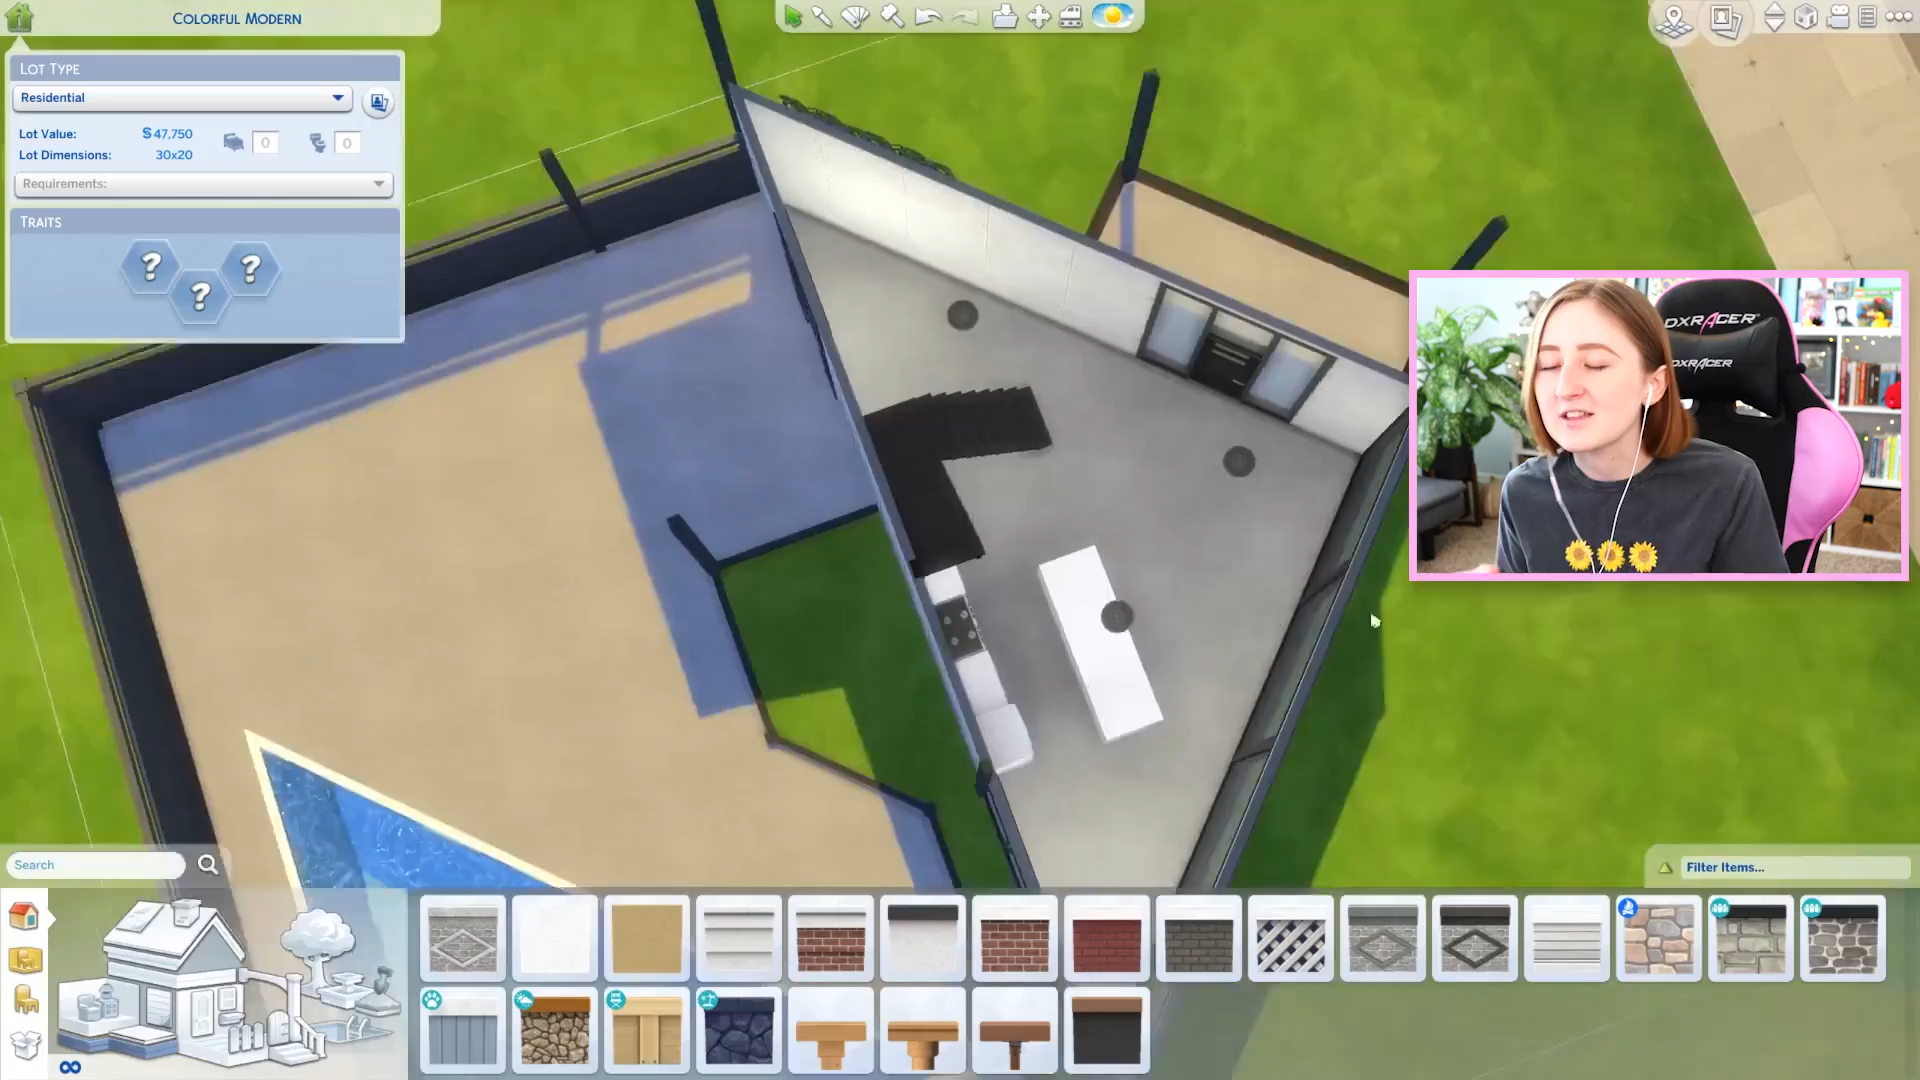 COLORFUL MODERN
LOT TYPE
Residential
Lot Value: §47,750
0
0
Lot Dimensions: 30x20
Requirements:
TRAITS
? ? ?
DXRACER
DXRACER
Search
Filter Items...